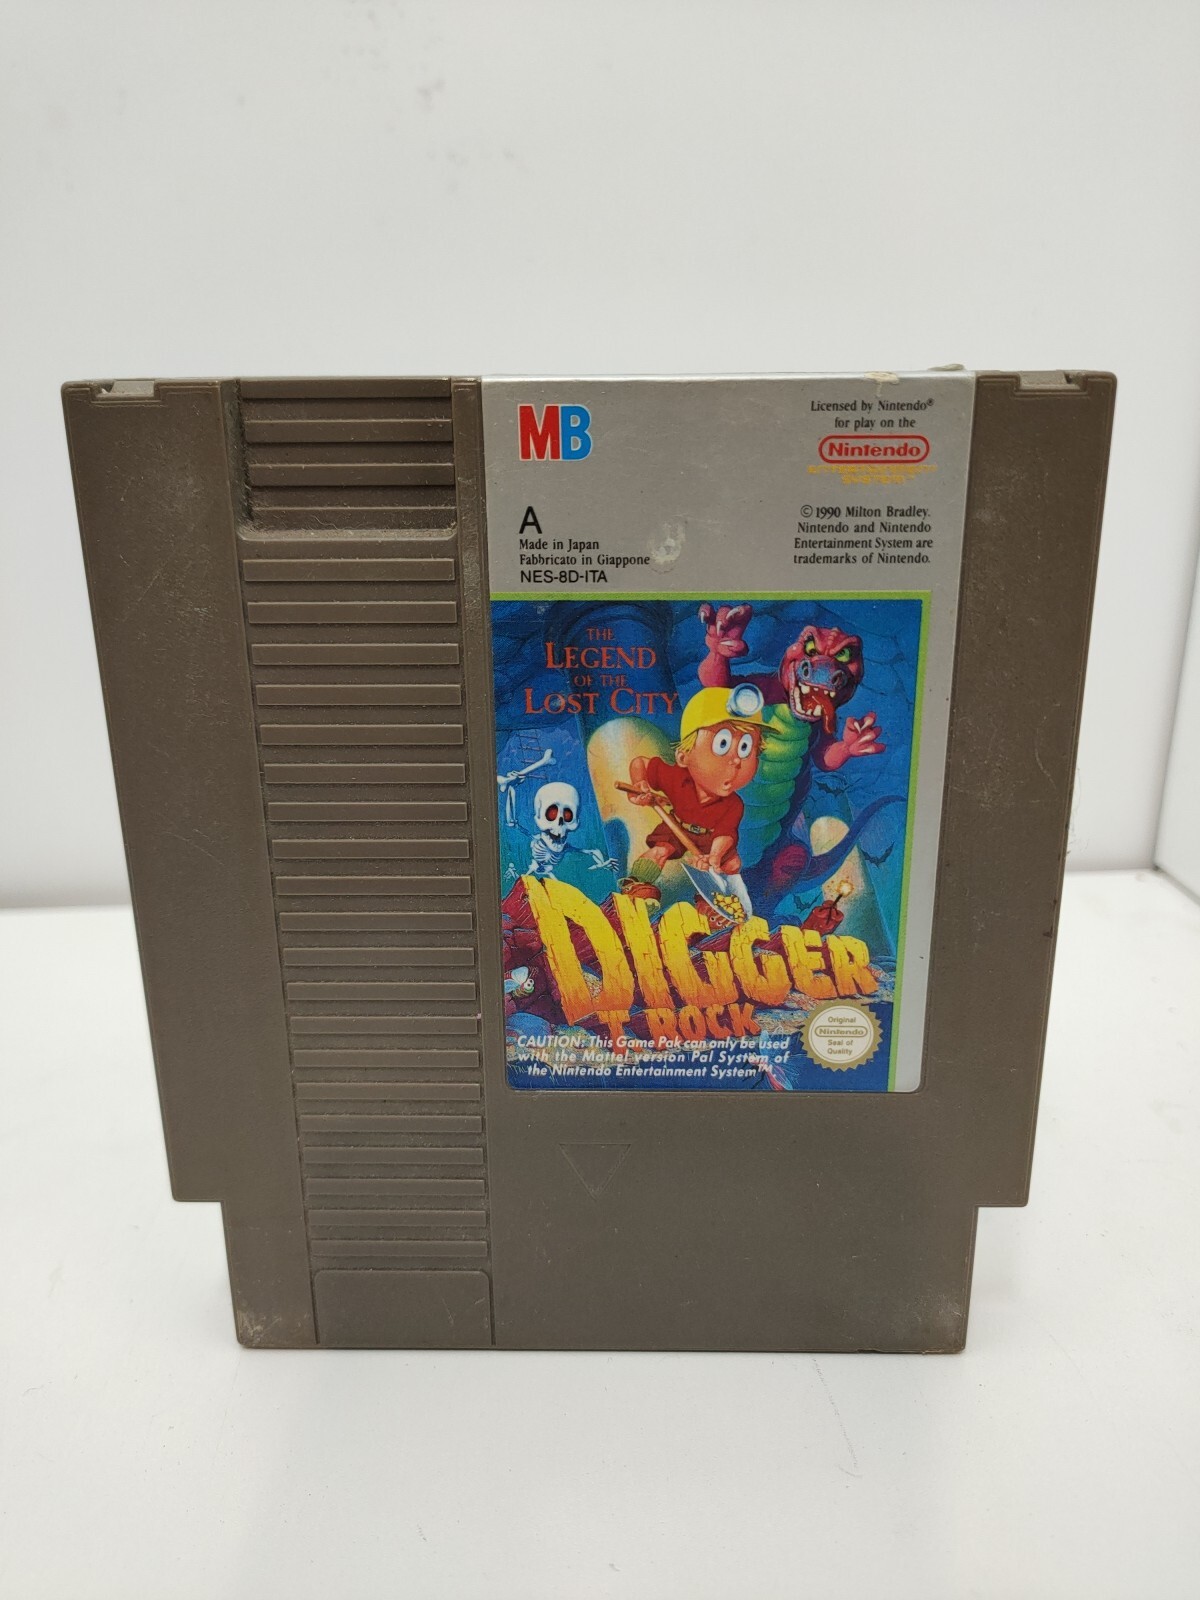 MB
Licensed by Nintendo®
for play on the
Nintendo
ENTERTAINMENT
SYSTEM™
A
Made in Japan
Fabbricato in Giappone
NES-8D-ITA
© 1990 Milton Bradley.
Nintendo and Nintendo
Entertainment System are
trademarks of Nintendo.
THE
LEGEND
OF THE
LOST CITY
DIGGER
T ROCK
CAUTION: This Game Pak can only be used
with the Mattel version Pal System of
the Nintendo Entertainment System™.
Original
Nintendo
Seal of
Quality